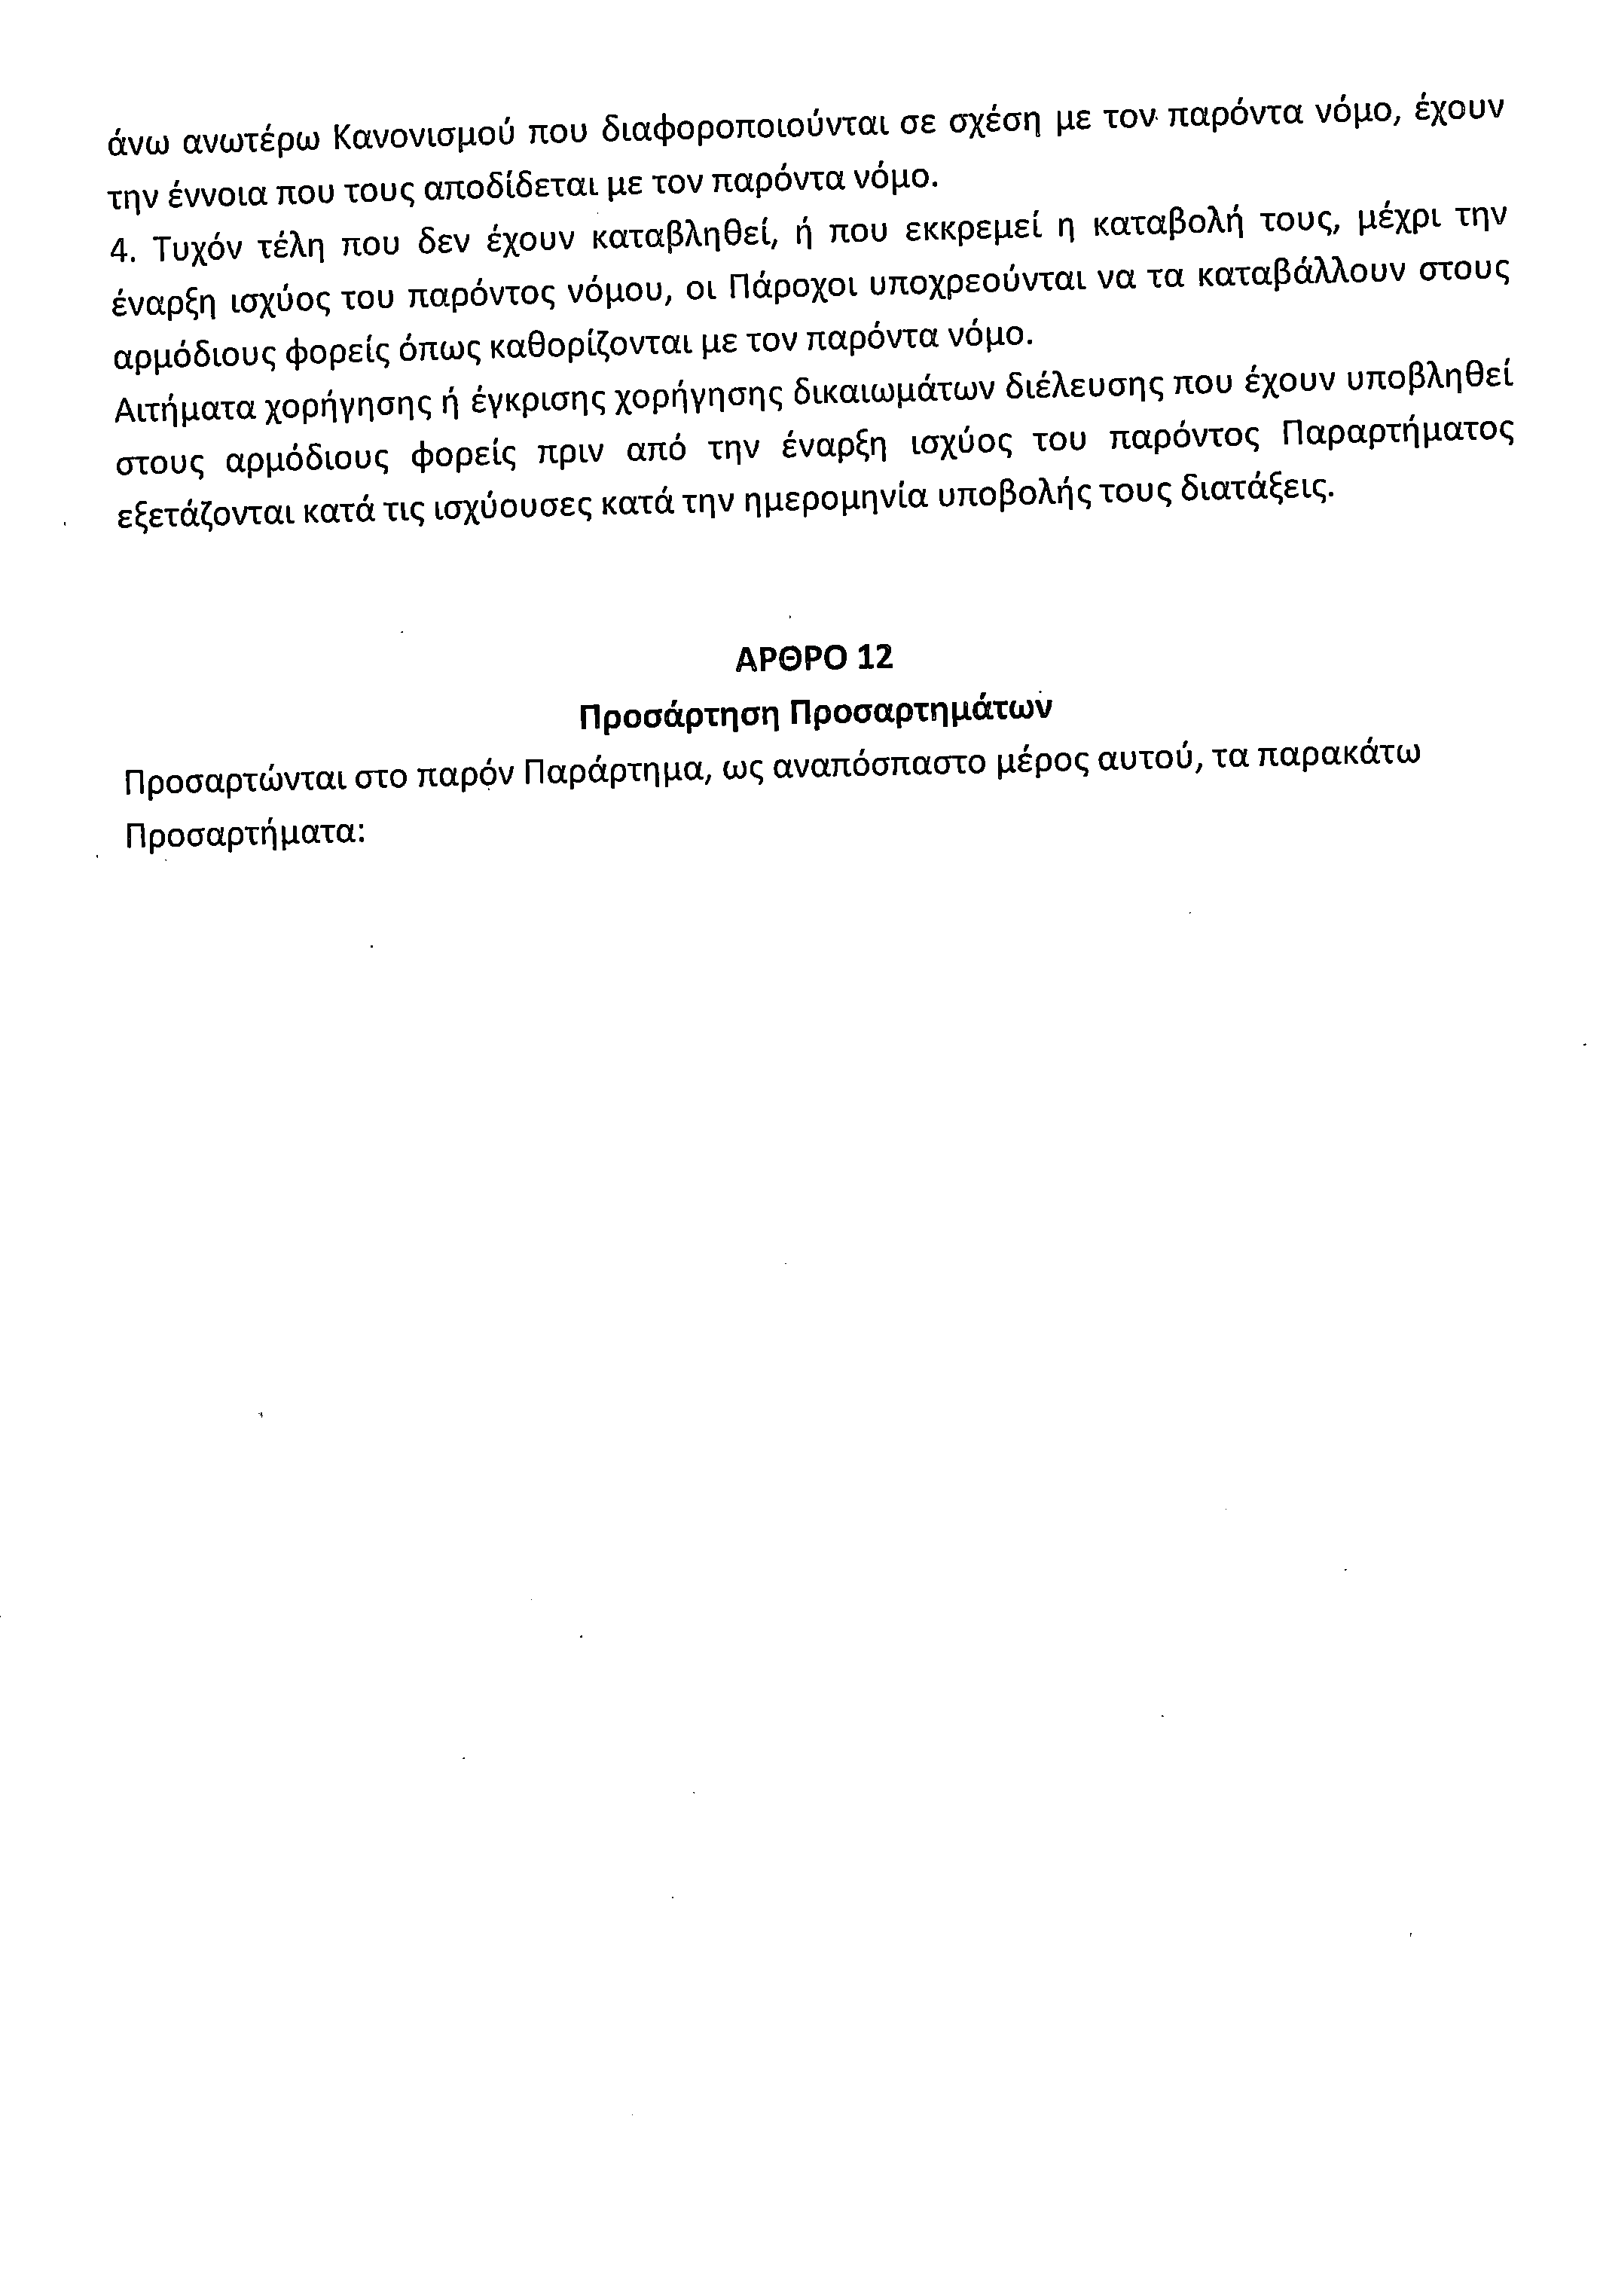 άνω ανωτέρω Κανονισμού που διαφοροποιούνται σε σχέση με τον παρόντα νόμο, έχουν
την έννοια που τους αποδίδεται με τον παρόντα νόμο.
4. Τυχόν τέλη που δεν έχουν καταβληθεί, ή που εκκρεμεί η καταβολή τους, μέχρι την
έναρξη ισχύος του παρόντος νόμου, οι Πάροχοι υποχρεούνται να τα καταβάλλουν στους
αρμόδιους φορείς όπως καθορίζονται με τον παρόντα νόμο.
Αιτήματα χορήγησης ή έγκρισης χορήγησης δικαιωμάτων διέλευσης που έχουν υποβληθεί
στους αρμόδιους φορείς πριν από την έναρξη ισχύος του παρόντος Παραρτήματος
εξετάζονται κατά τις ισχύουσες κατά την ημερομηνία υποβολής τους διατάξεις.
ΑΡΘΡΟ 12
Προσάρτηση Προσαρτημάτων
Προσαρτώνται στο παρόν Παράρτημα, ως αναπόσπαστο μέρος αυτού, τα παρακάτω
Προσαρτήματα: